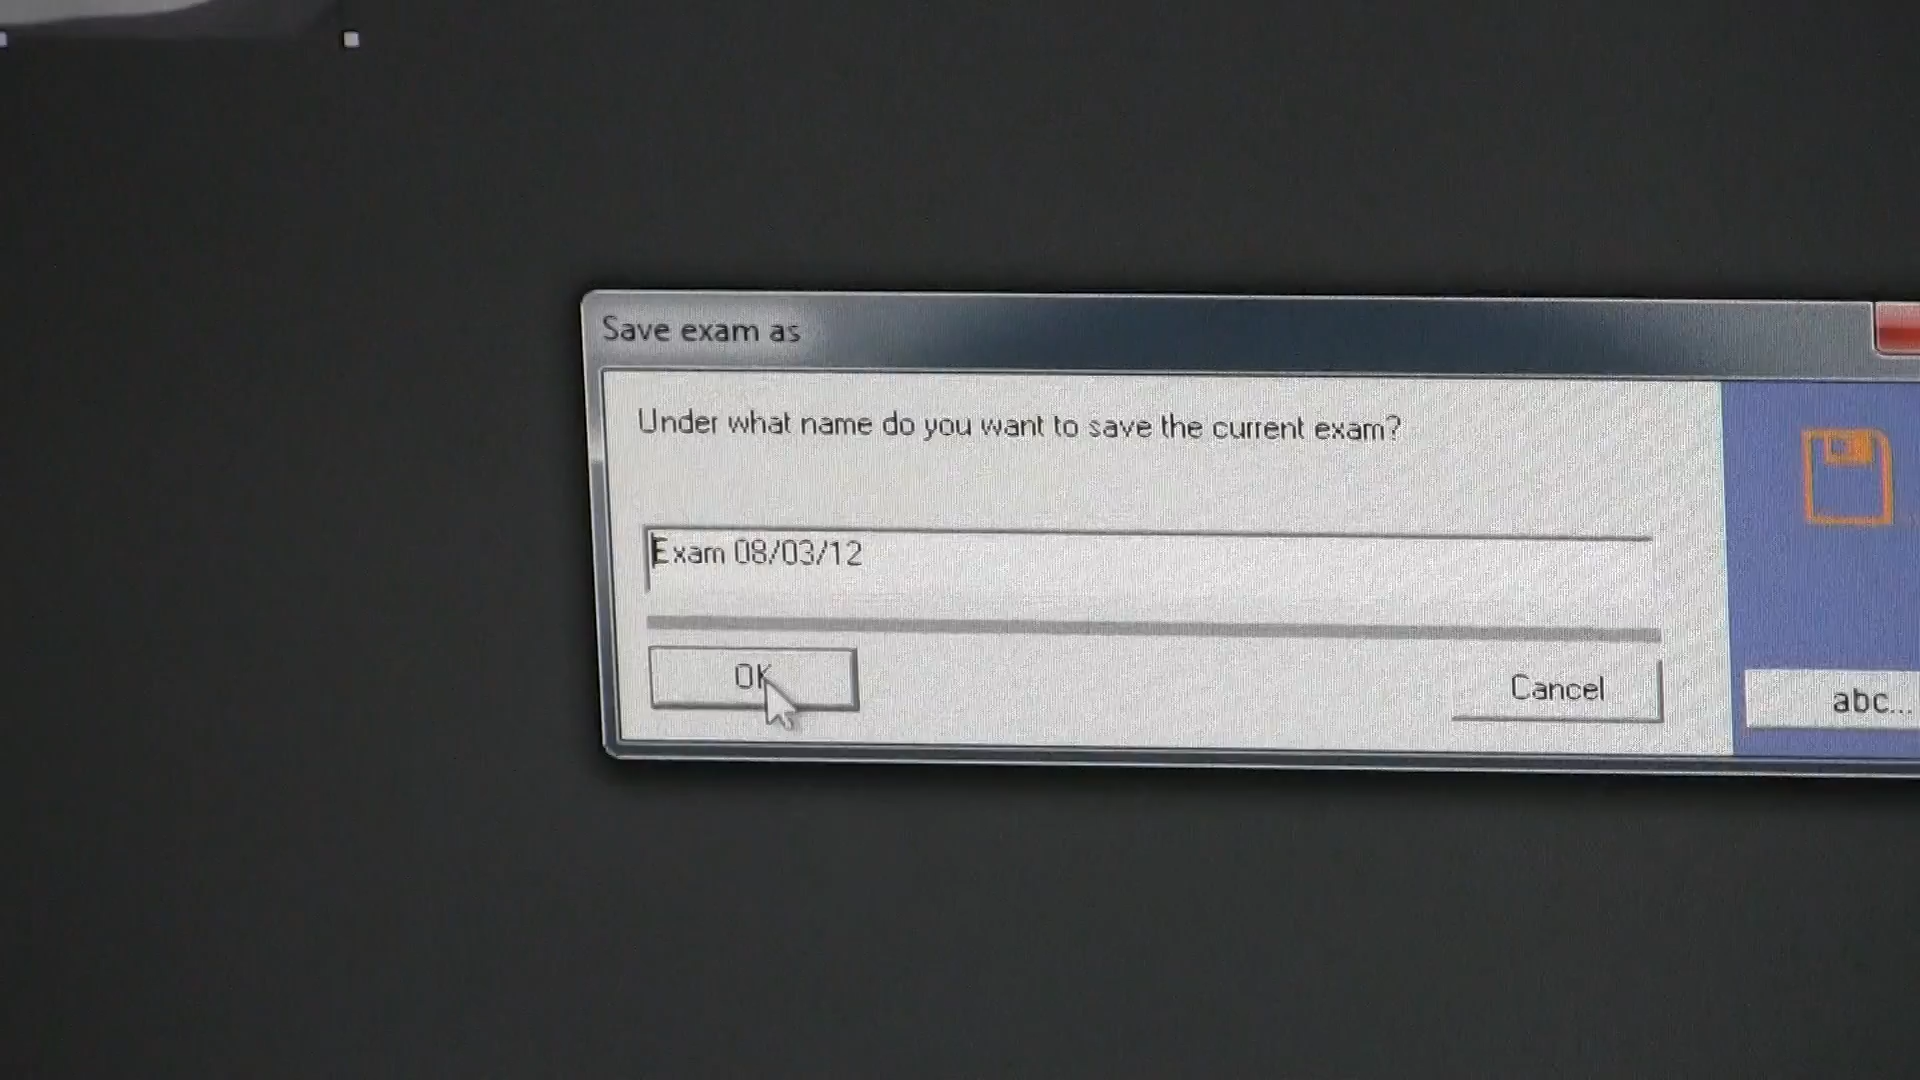 Save exam as
Under what name do you want to save the current exam?
Exam 08/03/12
OK
Cancel
abc...